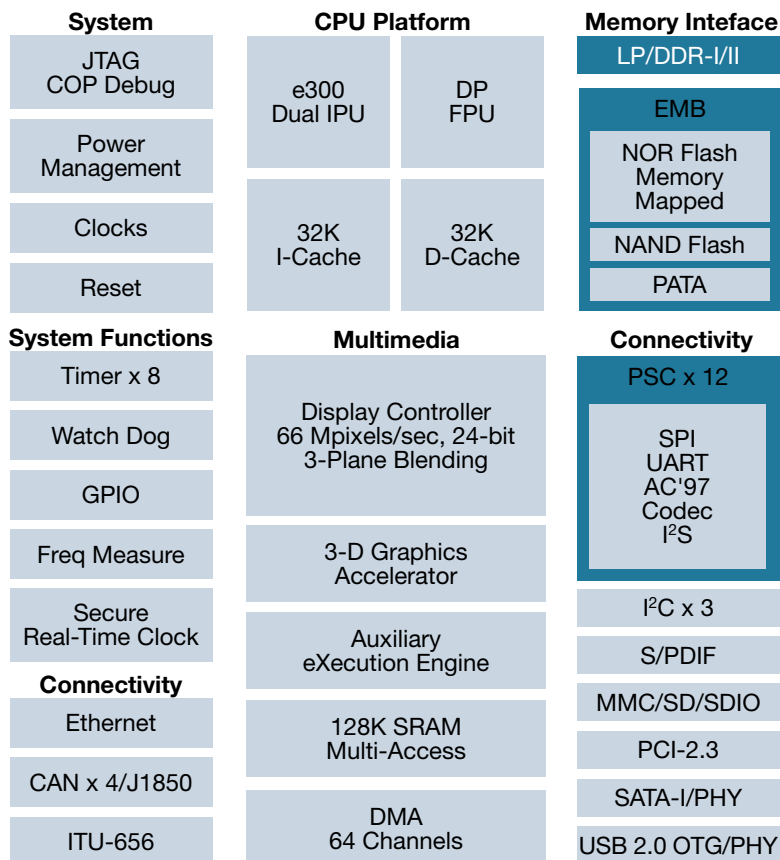 System
JTAG
COP Debug
Power
Management
Clocks
Reset
System Functions
Timer x 8
Watch Dog
GPIO
Freq Measure
Secure
Real-Time Clock
Connectivity
Ethernet
CAN x 4/J1850
ITU-656
CPU Platform
e300
Dual IPU
DP
FPU
32K
I-Cache
32K
D-Cache
Multimedia
Display Controller
66 Mpixels/sec, 24-bit
3-Plane Blending
3-D Graphics
Accelerator
Auxiliary
eXecution Engine
128K SRAM
Multi-Access
DMA
64 Channels
Memory Inteface
LP/DDR-I/II
EMB
NOR Flash
Memory
Mapped
NAND Flash
PATA
Connectivity
PSC x 12
SPI
UART
AC'97
Codec
I²S
I²C x 3
S/PDIF
MMC/SD/SDIO
PCI-2.3
SATA-I/PHY
USB 2.0 OTG/PHY